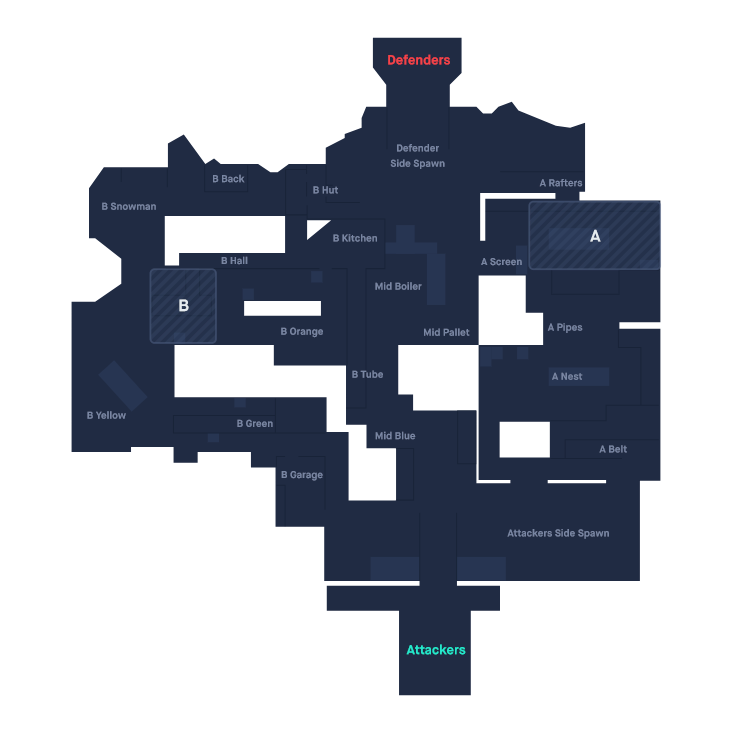 Defenders
Defender
Side Spawn
B Back
A Rafters
B Hut
B Snowman
A
B Kitchen
B Hall
A Screen
Mid Boiler
B
B Orange
Mid Pallet
A Pipes
B Tube
A Nest
B Yellow
B Green
Mid Blue
A Belt
B Garage
Attackers Side Spawn
Attackers